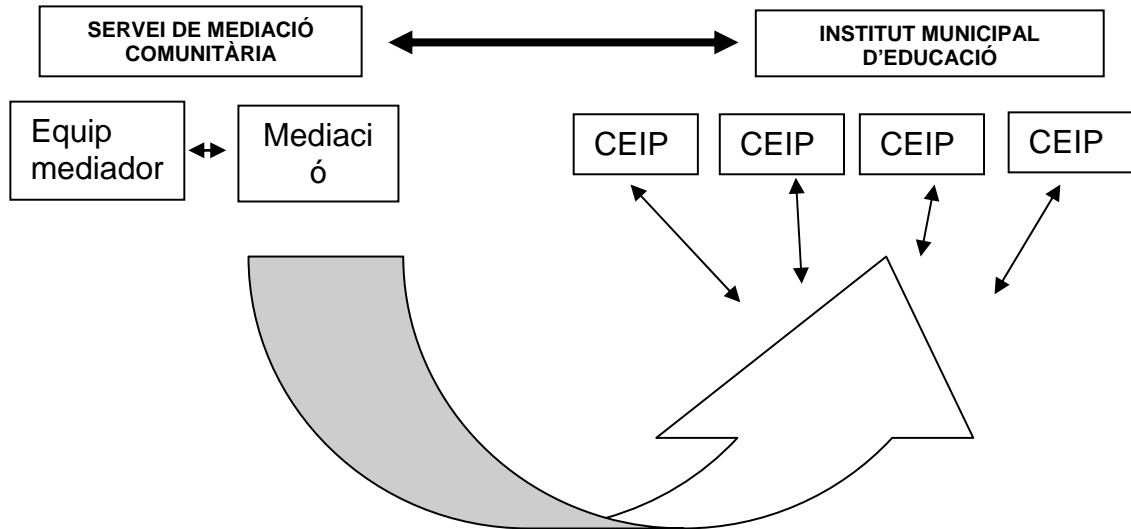 SERVEI DE MEDIACIÓ
COMUNITÀRIA
INSTITUT MUNICIPAL
D'EDUCACIÓ
Equip
mediador
Mediaci
ó
CEIP
CEIP
CEIP
CEIP